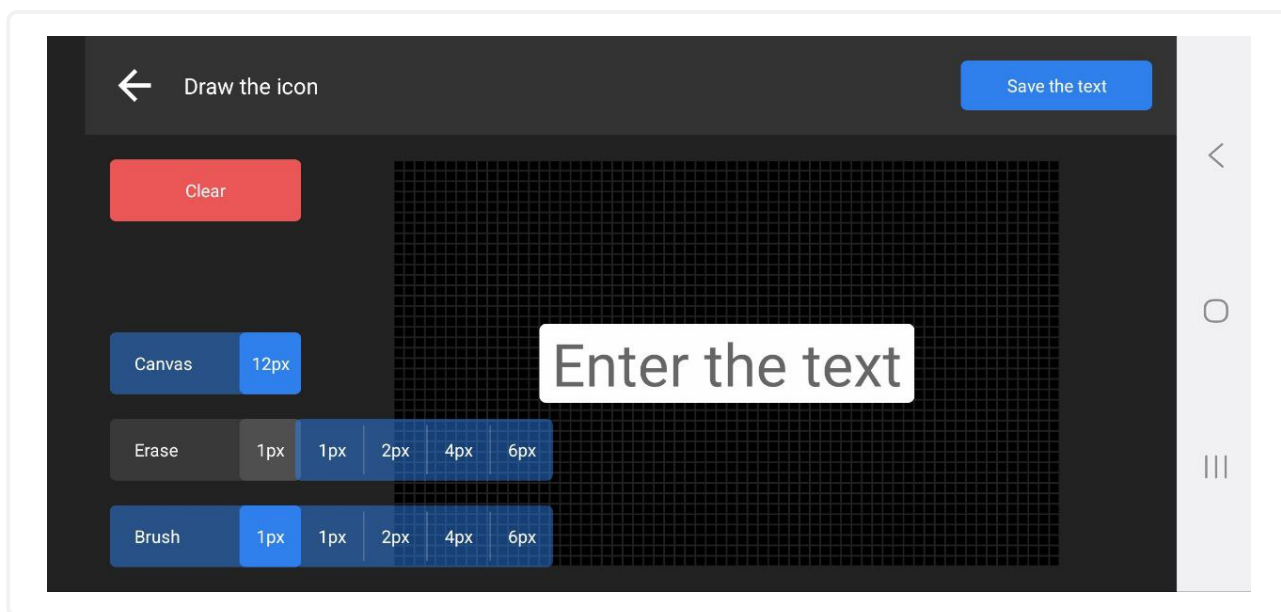 Draw the icon
Save the text
Clear
Enter the text
Canvas 12px
Erase 1px 1px 2px 4px 6px
Brush 1px 1px 2px 4px 6px